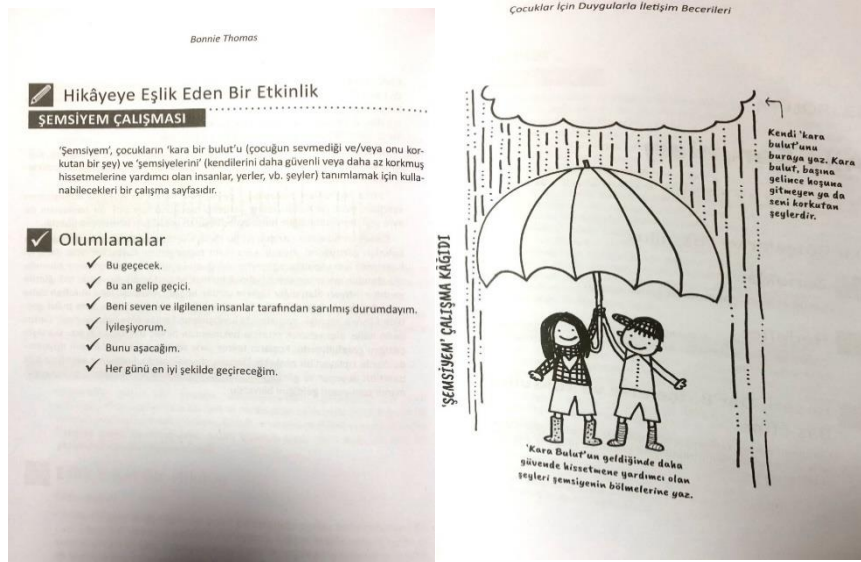 Bonnie Thomas
Hikâyeye Eşlik Eden Bir Etkinlik
ŞEMSİYEM ÇALIŞMASI
'Şemsiyem', çocukların 'kara bir bulut'u (çocuğun sevmediği ve/veya onu kor-
kutan bir şey) ve 'şemsiyelerini' (kendilerini daha güvenli veya daha az korkmuş
hissetmelerine yardımcı olan insanlar, yerler, vb. şeyler) tanımlamak için kulla-
nabilecekleri bir çalışma sayfasıdır.
Olumlamalar
Bu geçecek.
Bu an gelip geçici.
Beni seven ve ilgilenen insanlar tarafından sarılmış durumdayım.
İyileşiyorum.
Bunu aşacağım.
Her günü en iyi şekilde geçireceğim.
Çocuklar İçin Duygularla İletişim Becerileri
Kendi 'kara
bulut'unu
buraya yaz. Kara
bulut, başına
gelince hoşuna
gitmeyen ya da
seni korkutan
şeylerdir.
'ŞEMSİYEM' ÇALIŞMA KÂĞIDI
'Kara Bulut'un geldiğinde daha
güvende hissetmene yardımcı olan
şeyleri şemsiyenin bölmelerine yaz.